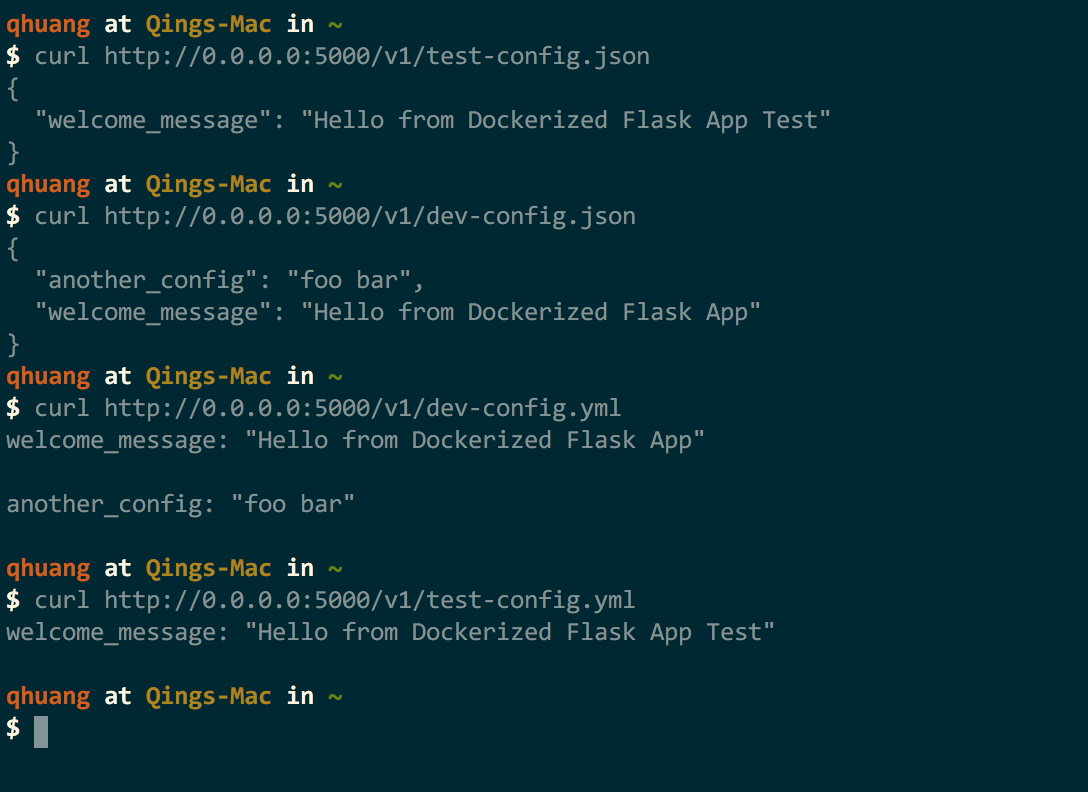 qhuang at Qings-Mac in ~
$ curl http://0.0.0.0:5000/v1/test-config.json
{
  "welcome_message": "Hello from Dockerized Flask App Test"
}
qhuang at Qings-Mac in ~
$ curl http://0.0.0.0:5000/v1/dev-config.json
{
  "another_config": "foo bar",
  "welcome_message": "Hello from Dockerized Flask App"
}
qhuang at Qings-Mac in ~
$ curl http://0.0.0.0:5000/v1/dev-config.yml
welcome_message: "Hello from Dockerized Flask App"

another_config: "foo bar"

qhuang at Qings-Mac in ~
$ curl http://0.0.0.0:5000/v1/test-config.yml
welcome_message: "Hello from Dockerized Flask App Test"

qhuang at Qings-Mac in ~
$